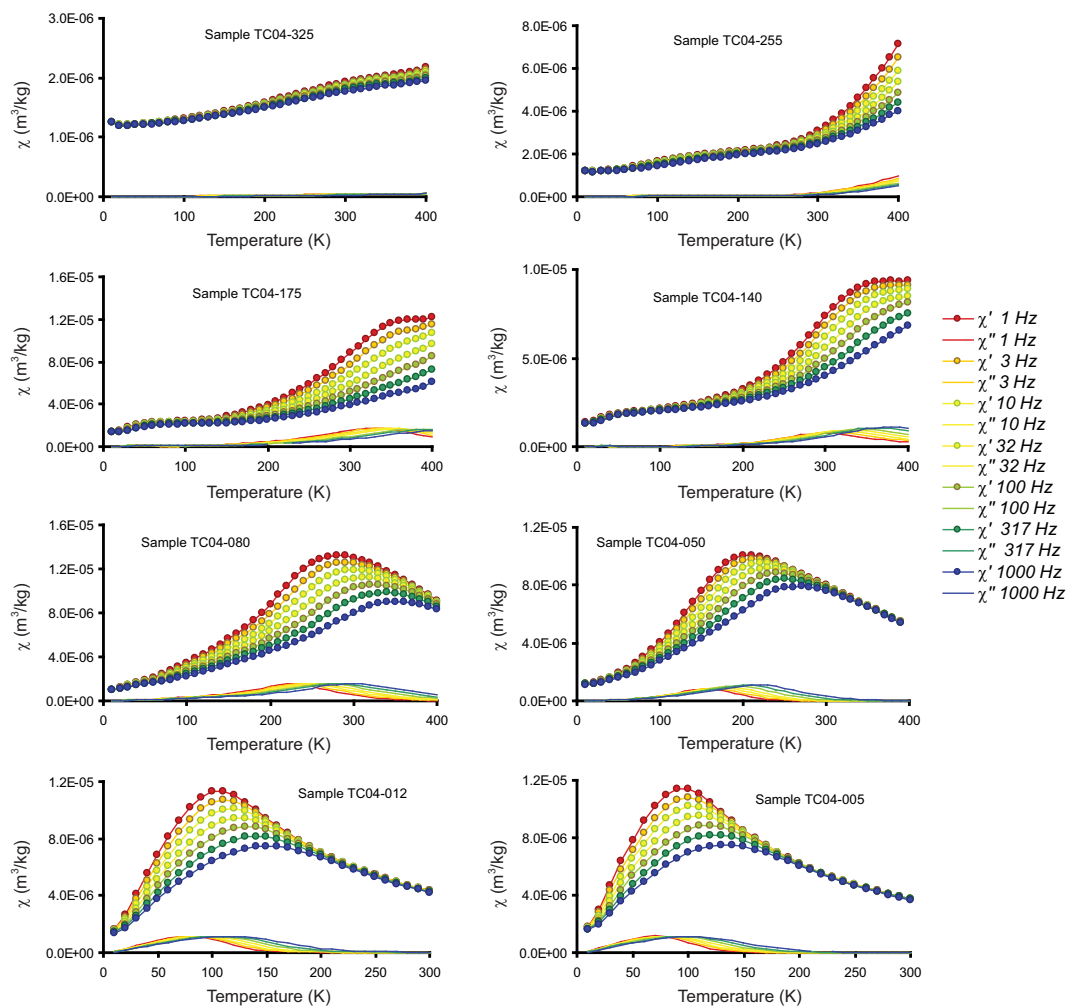 Sample TC04-325
χ (m³/kg)
3.0E-06
2.0E-06
1.0E-06
0.0E+00
0 100 200 300 400
Temperature (K)
Sample TC04-255
χ (m³/kg)
8.0E-06
6.0E-06
4.0E-06
2.0E-06
0.0E+00
0 100 200 300 400
Temperature (K)
Sample TC04-175
χ (m³/kg)
1.6E-05
1.2E-05
8.0E-06
4.0E-06
0.0E+00
0 100 200 300 400
Temperature (K)
Sample TC04-140
χ (m³/kg)
1.0E-05
5.0E-06
0.0E+00
0 100 200 300 400
Temperature (K)
χ' 1 Hz
χ" 1 Hz
χ' 3 Hz
χ" 3 Hz
χ' 10 Hz
χ" 10 Hz
χ' 32 Hz
χ" 32 Hz
χ' 100 Hz
χ" 100 Hz
χ' 317 Hz
χ" 317 Hz
χ' 1000 Hz
χ" 1000 Hz
Sample TC04-080
χ (m³/kg)
1.6E-05
1.2E-05
8.0E-06
4.0E-06
0.0E+00
0 100 200 300 400
Temperature (K)
Sample TC04-050
χ (m³/kg)
1.2E-05
8.0E-06
4.0E-06
0.0E+00
0 100 200 300 400
Temperature (K)
Sample TC04-012
χ (m³/kg)
1.2E-05
8.0E-06
4.0E-06
0.0E+00
0 50 100 150 200 250 300
Temperature (K)
Sample TC04-005
χ (m³/kg)
1.2E-05
8.0E-06
4.0E-06
0.0E+00
0 50 100 150 200 250 300
Temperature (K)